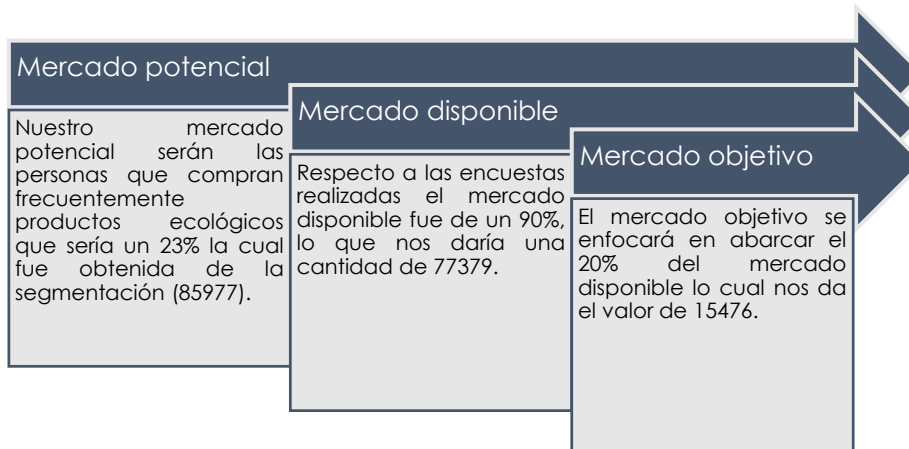 Mercado potencial
Nuestro mercado
potencial serán las
personas que compran
frecuentemente
productos ecológicos
que sería un 23% la cual
fue obtenida de la
segmentación (85977).
Mercado disponible
Respecto a las encuestas
realizadas el mercado
disponible fue de un 90%,
lo que nos daría una
cantidad de 77379.
Mercado objetivo
El mercado objetivo se
enfocará en abarcar el
20% del mercado
disponible lo cual nos da
el valor de 15476.